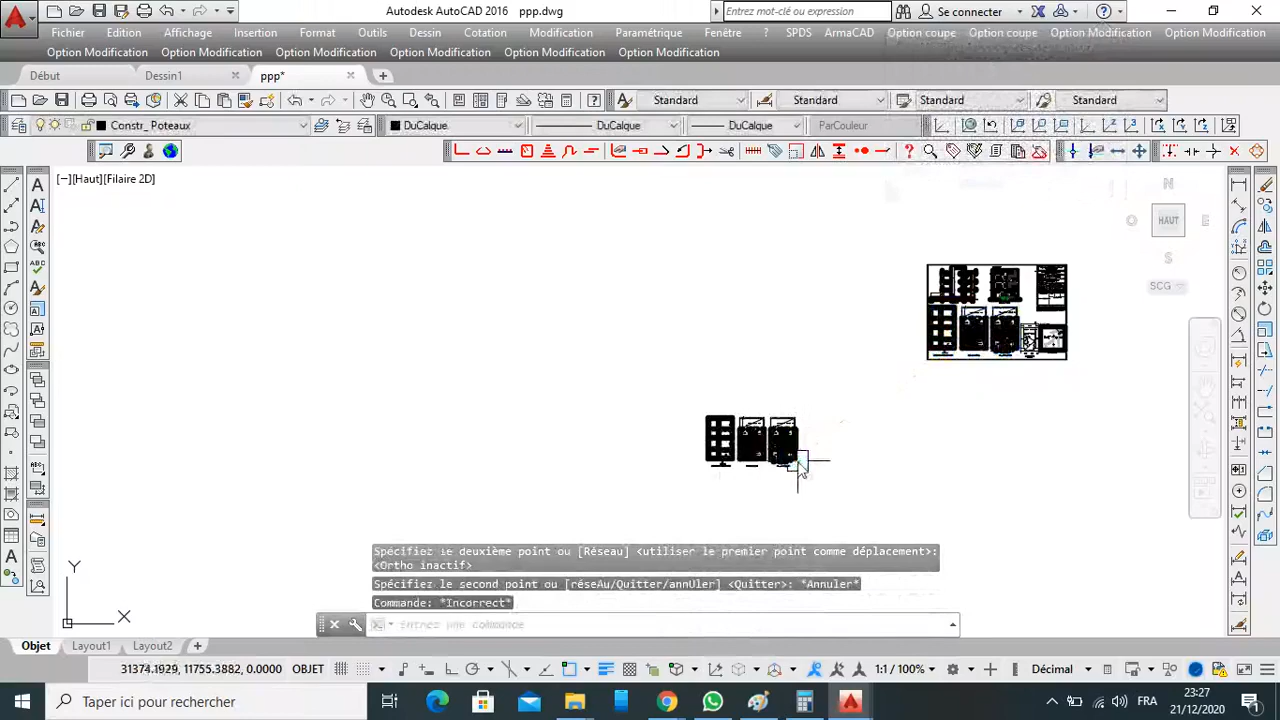 Autodesk AutoCAD 2016 ppp.dwg
Entrez mot-clé ou expression
Se connecter
Fichier Edition Affichage Insertion Format Outils Dessin Cotation Modification Paramétrique Fenêtre ? SPDS ArmaCAD Option coupe Option coupe Option Modification Option Modification
Option Modification Option Modification Option Modification Option Modification Option Modification Option Modification
Début Dessin1 ppp*
Standard Standard Standard Standard
Constr_ Poteaux DuCalque DuCalque DuCalque ParCouleur
[−][Haut][Filaire 2D]
N
O HAUT E
S
SCG
Spécifiez le deuxième point ou [Réseau] <utiliser le premier point comme déplacement>:
<Ortho inactif>
Spécifiez le second point ou [réseAu/Quitter/annUler] <Quitter>: *Annuler*
Commande: *Incorrect*
Entrez une commande
Y
X
Objet Layout1 Layout2 +
31374.1929, 11755.3882, 0.0000 OBJET 1:1 / 100% Décimal
Taper ici pour rechercher
FRA
23:27
21/12/2020